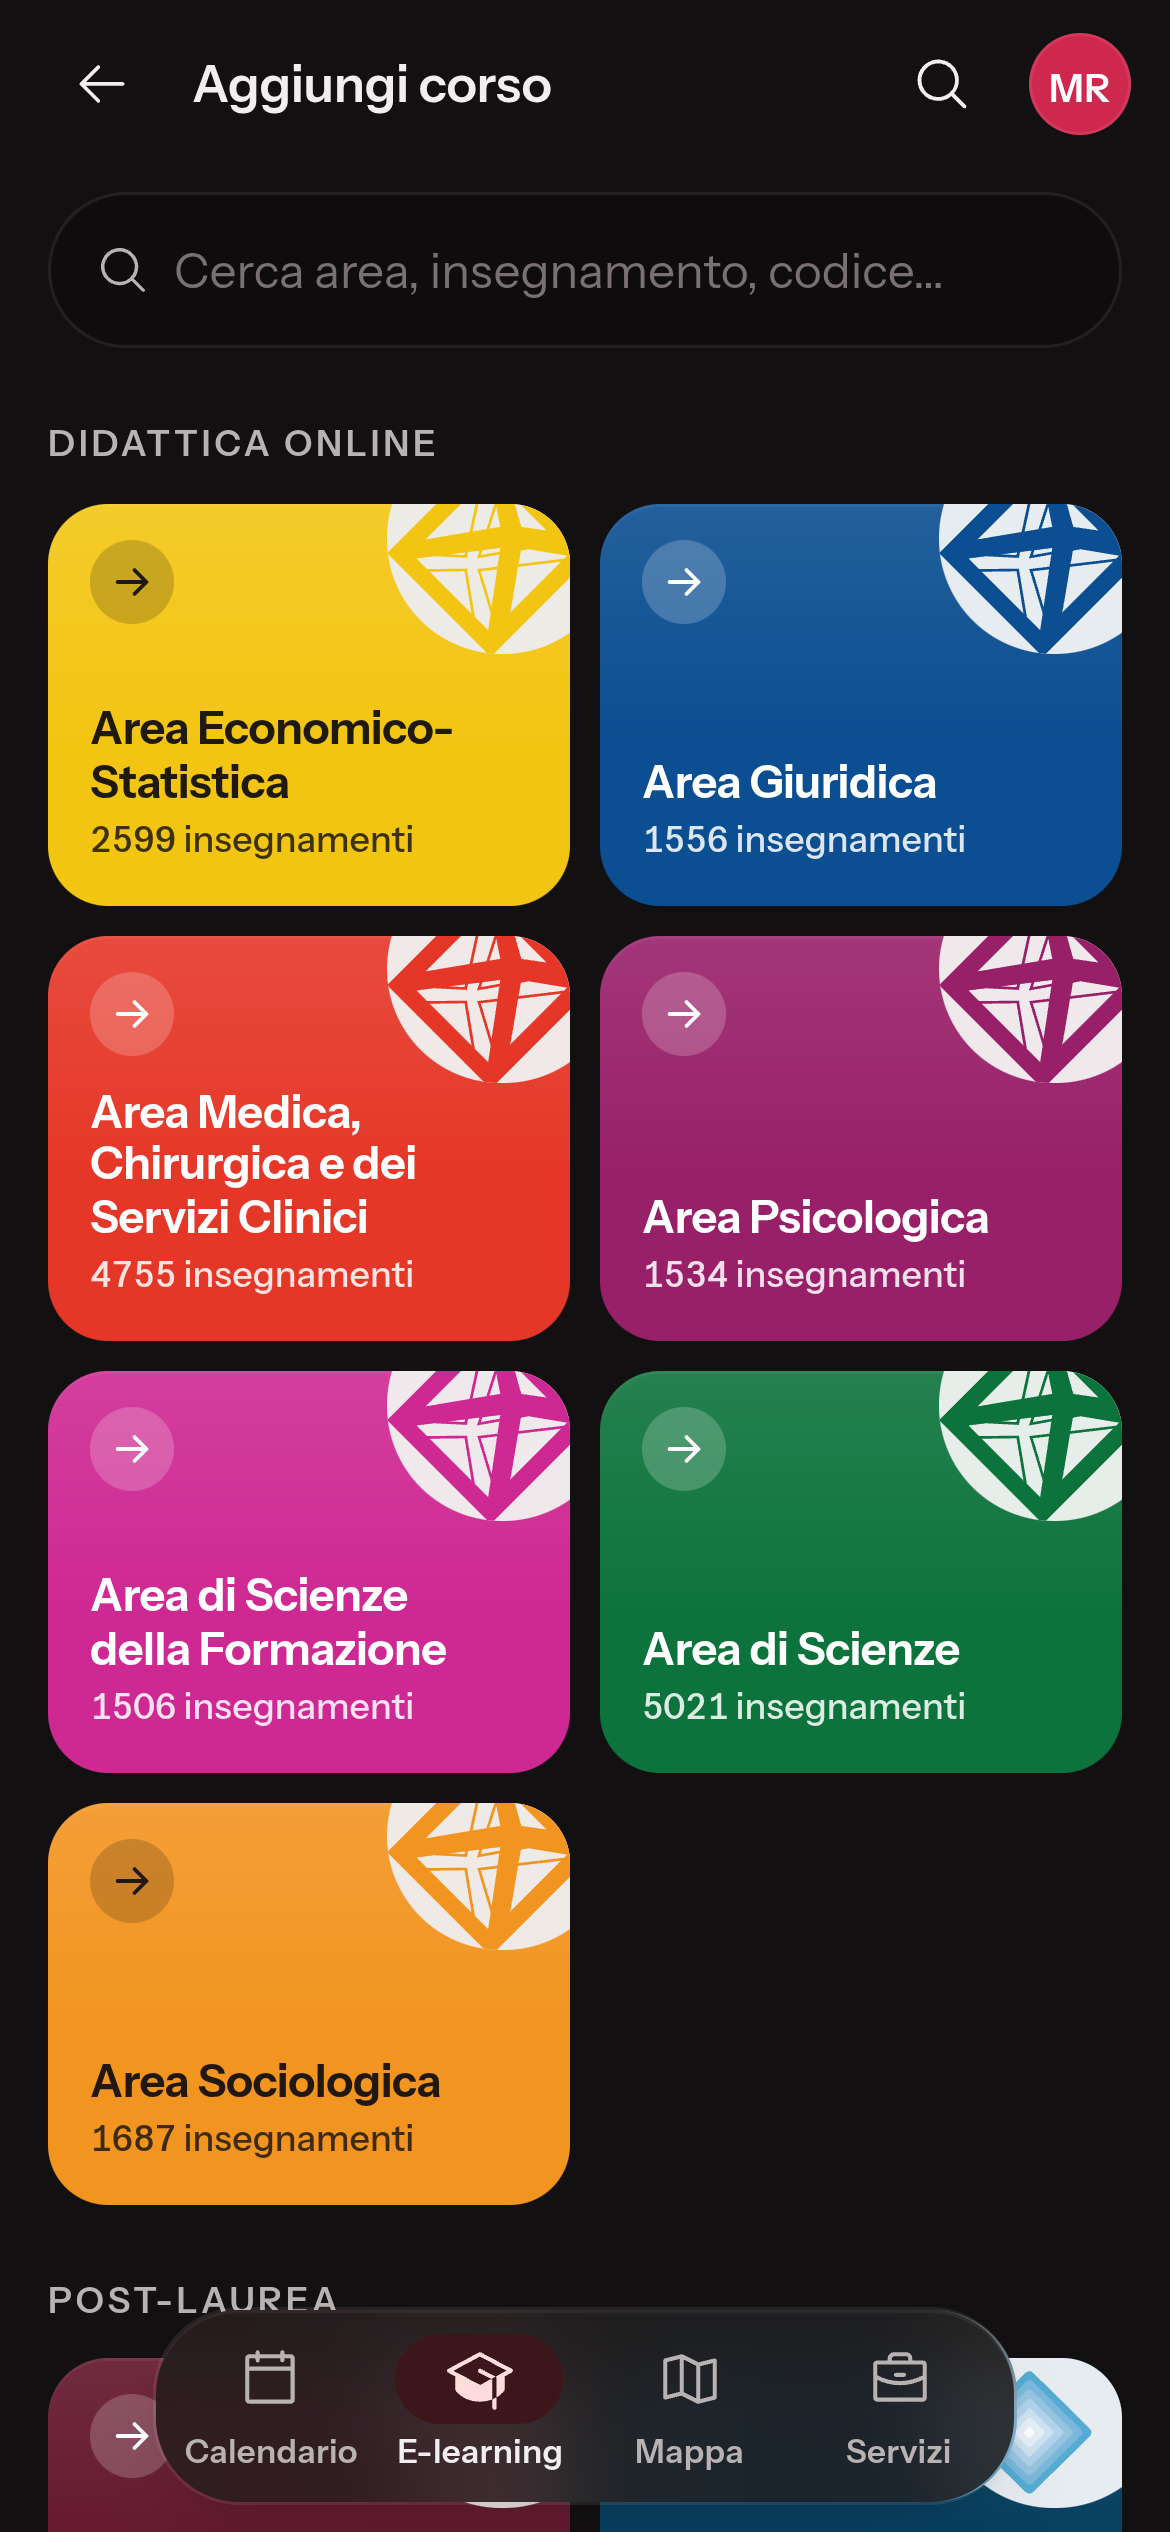 Aggiungi corso
MR
Cerca area, insegnamento, codice...
DIDATTICA ONLINE
Area Economico-
Statistica
2599 insegnamenti
Area Giuridica
1556 insegnamenti
Area Medica,
Chirurgica e dei
Servizi Clinici
4755 insegnamenti
Area Psicologica
1534 insegnamenti
Area di Scienze
della Formazione
1506 insegnamenti
Area di Scienze
5021 insegnamenti
Area Sociologica
1687 insegnamenti
POST-LAUREA
Calendario
E-learning
Mappa
Servizi